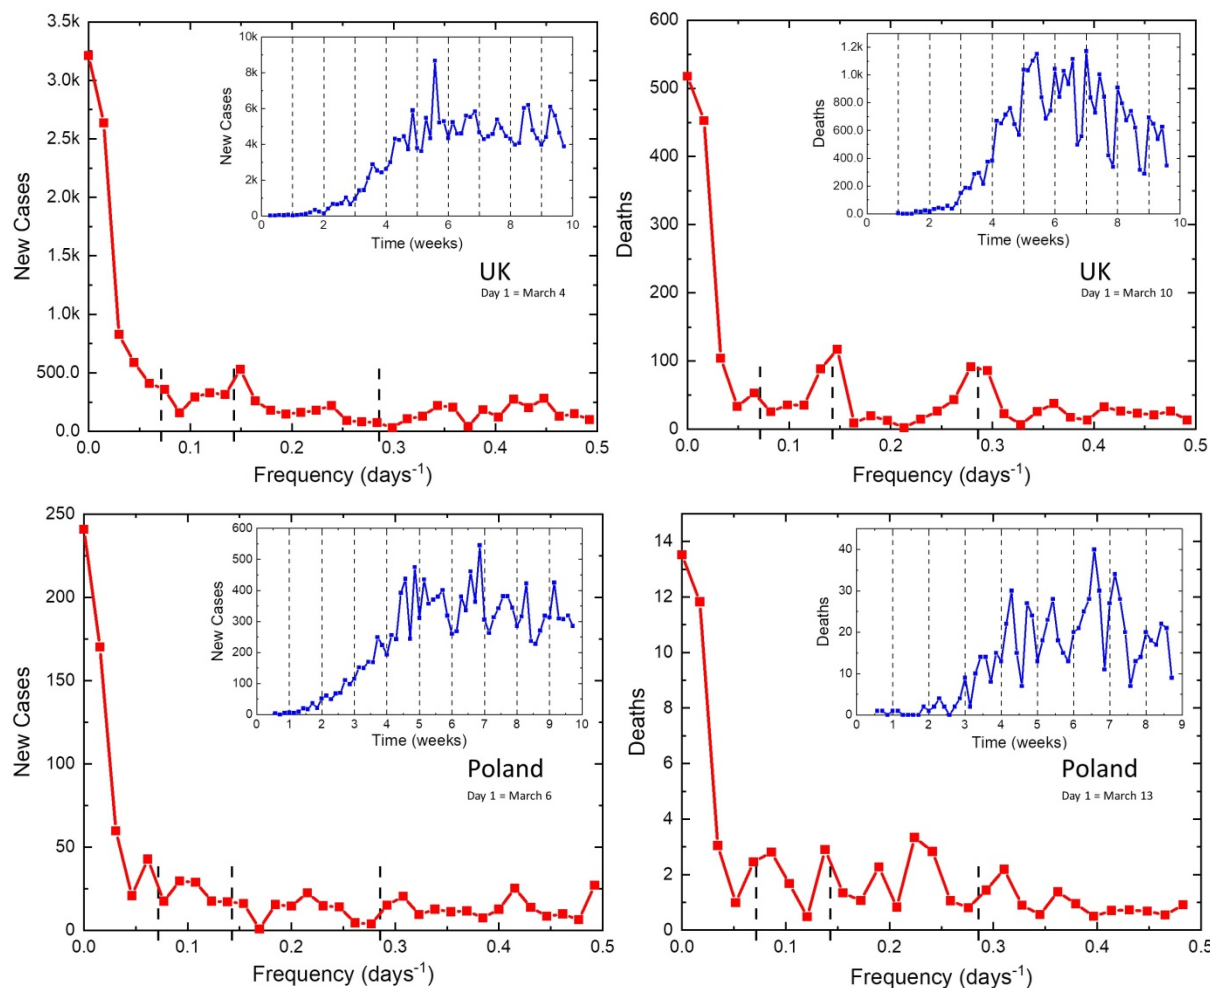 3.5k
3.0k
2.5k
2.0k
1.5k
1.0k
500.0
0.0
New Cases
0.0 0.1 0.2 0.3 0.4 0.5
Frequency (days-1)
10k
8k
6k
4k
2k
0
New Cases
0 2 4 6 8 10
Time (weeks)
UK
Day 1 = March 4
600
500
400
300
200
100
0
Deaths
0.0 0.1 0.2 0.3 0.4 0.5
Frequency (days-1)
1.2k
1.0k
800.0
600.0
400.0
200.0
0.0
Deaths
0 2 4 6 8 10
Time (weeks)
UK
Day 1 = March 10
250
200
150
100
50
0
New Cases
0.0 0.1 0.2 0.3 0.4 0.5
Frequency (days-1)
600
500
400
300
200
100
0
New Cases
0 1 2 3 4 5 6 7 8 9 10
Time (weeks)
Poland
Day 1 = March 6
14
12
10
8
6
4
2
0
Deaths
0.0 0.1 0.2 0.3 0.4 0.5
Frequency (days-1)
40
30
20
10
0
Deaths
0 1 2 3 4 5 6 7 8 9
Time (weeks)
Poland
Day 1 = March 13